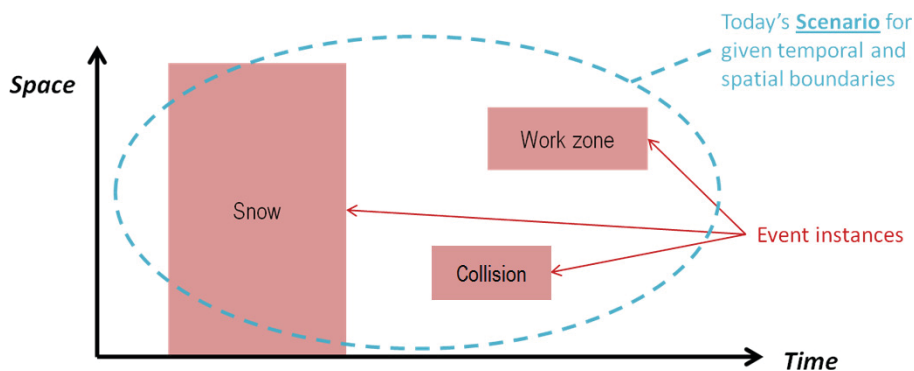 Today's Scenario for
given temporal and
spatial boundaries
Space
Work zone
Snow
Event instances
Collision
Time